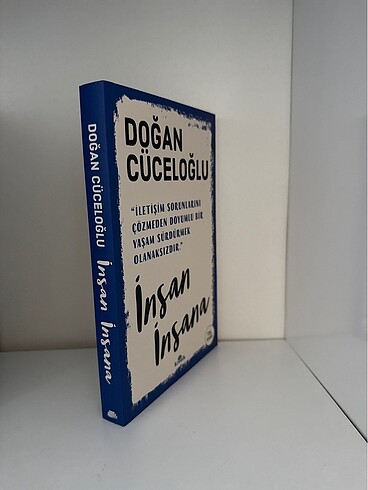 DOĞAN CÜCELOĞLU İnsan İnsana
DOĞAN
CÜCELOĞLU
"İLETİŞİM SORUNLARINI
ÇÖZMEDEN DOYUMLU BİR
YAŞAM SÜRDÜRMEK
OLANAKSIZDIR."
İnsan
İnsana